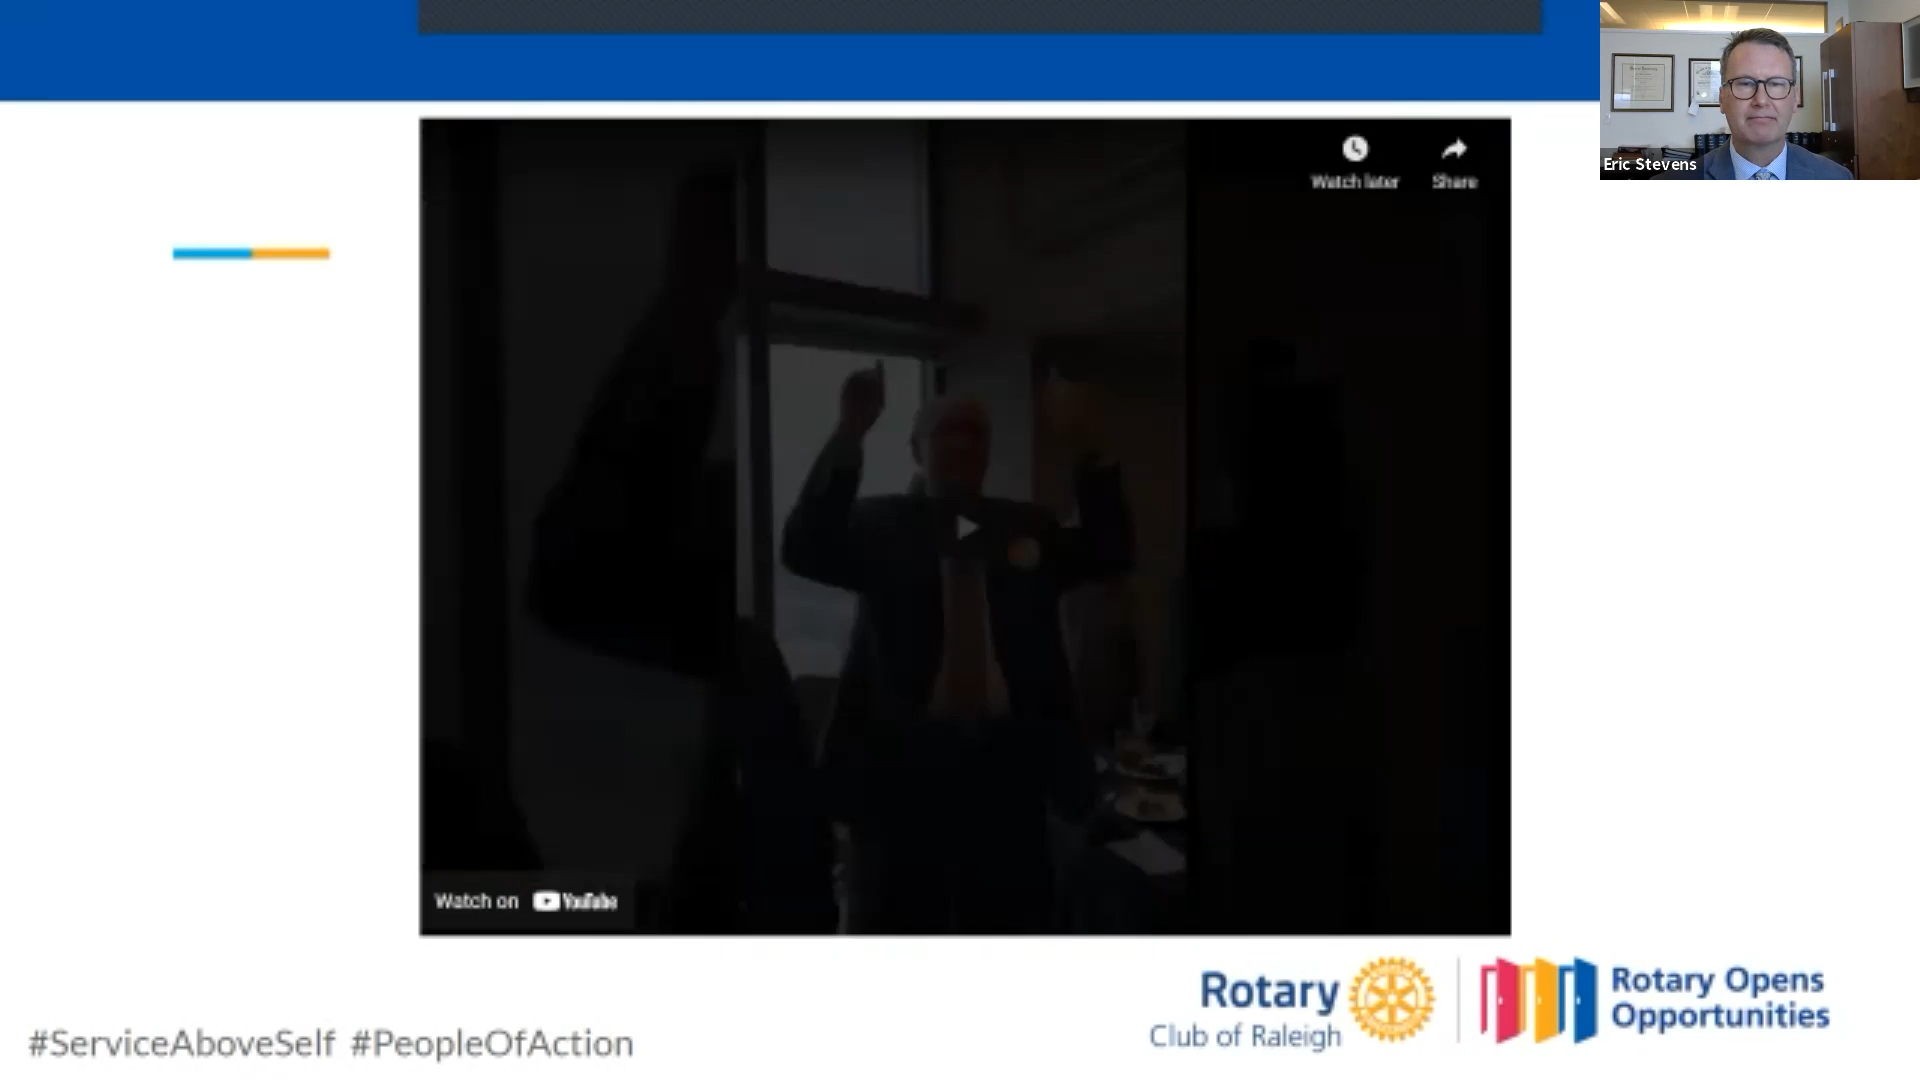 Watch later
Share
Eric Stevens
Watch on YouTube
Rotary
Club of Raleigh
Rotary Opens
Opportunities
#ServiceAboveSelf #PeopleOfAction